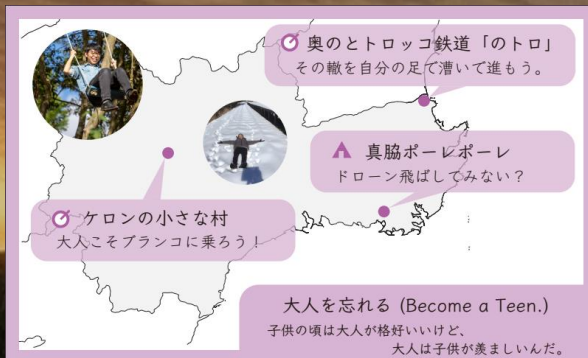 奥のとトロッコ鉄道「のトロ」
その轍を自分の足で漕いで進もう。
真脇ポーレポーレ
ドローン飛ばしてみない？
ケロンの小さな村
大人こそブランコに乗ろう！
大人を忘れる (Become a Teen.)
子供の頃は大人が格好いいけど、
大人は子供が羨ましいんだ。